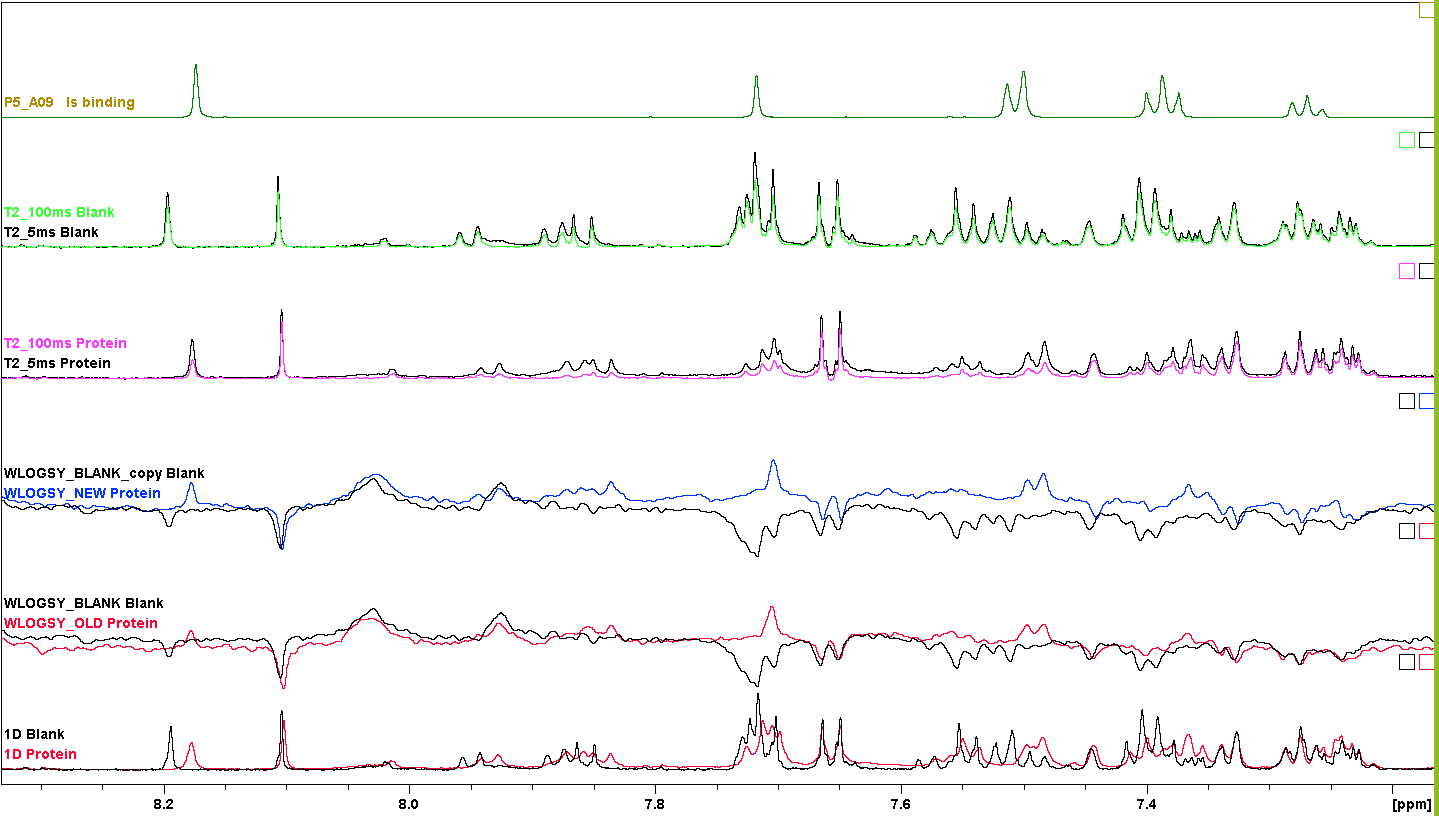 P5_A09 Is binding
T2_100ms Blank
T2_5ms Blank
T2_100ms Protein
T2_5ms Protein
WLOGSY_BLANK_copy Blank
WLOGSY_NEW Protein
WLOGSY_BLANK Blank
WLOGSY_OLD Protein
1D Blank
1D Protein
8.2 8.0 7.8 7.6 7.4 [ppm]